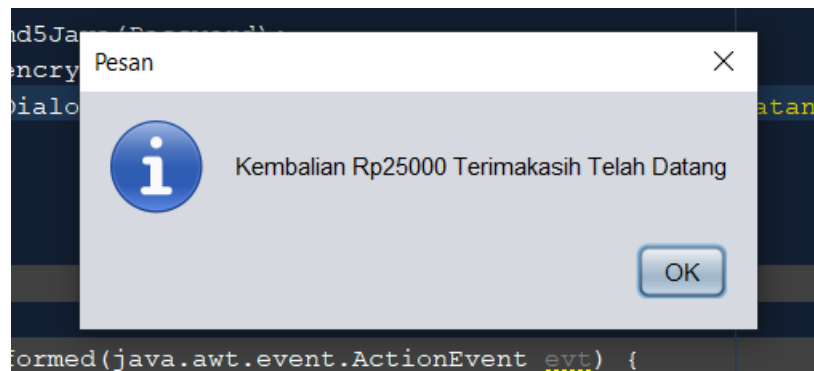 Pesan
Kembalian Rp25000 Terimakasih Telah Datang
OK
formed(java.awt.event.ActionEvent evt) {